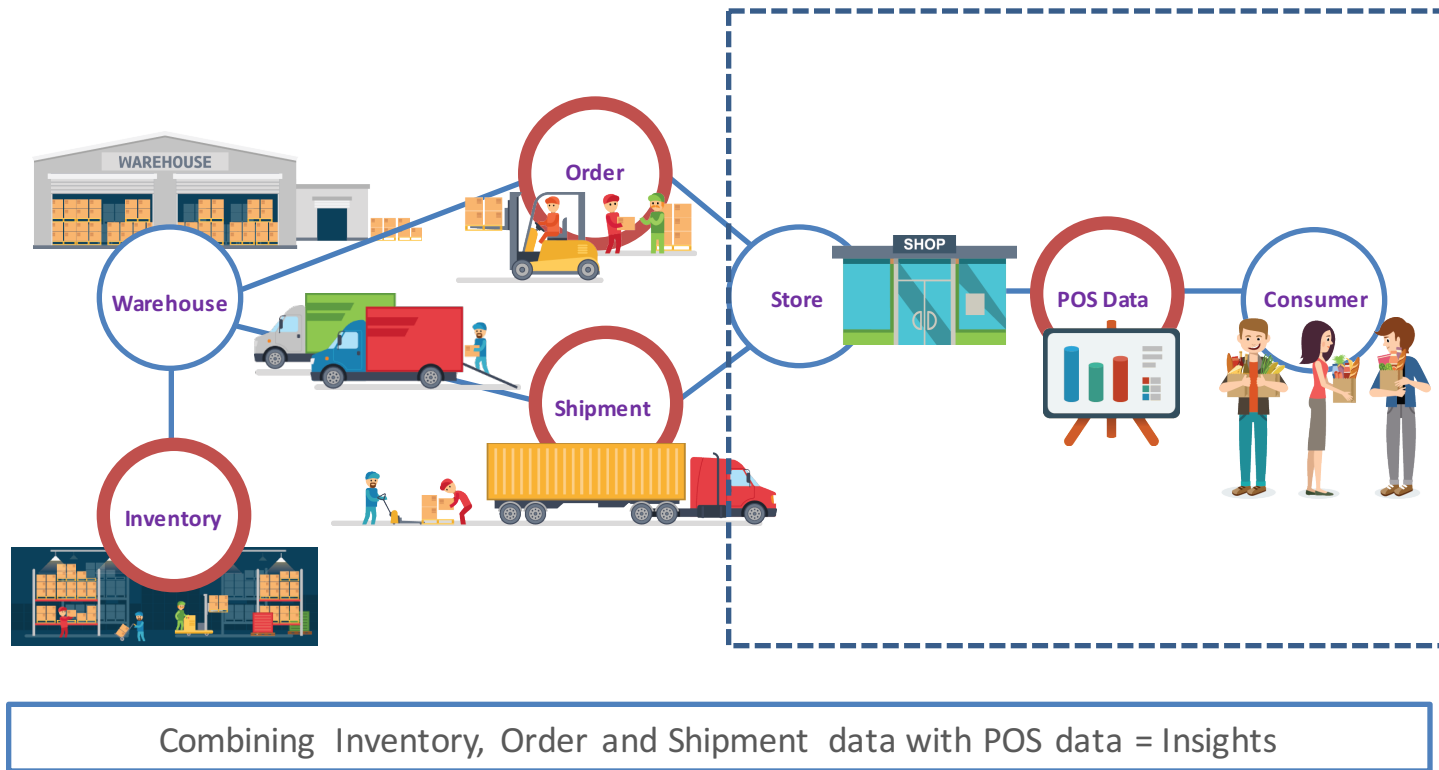 WAREHOUSE
Order
SHOP
Warehouse
Store
POS Data
Consumer
Shipment
Inventory
Combining Inventory, Order and Shipment data with POS data = Insights